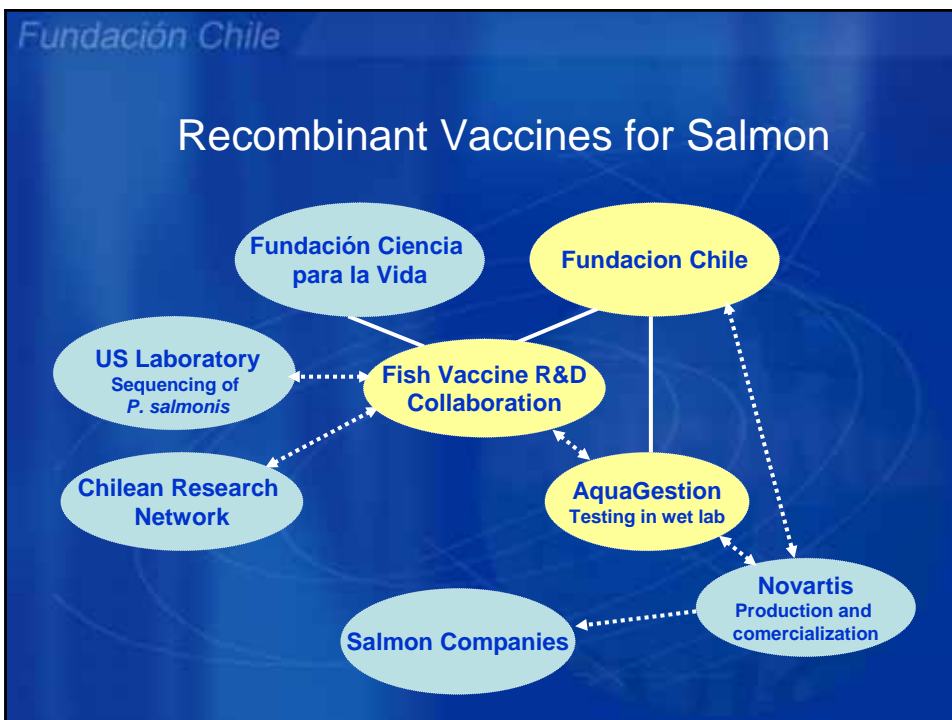 Fundación Chile
Recombinant Vaccines for Salmon
Fundación Ciencia
para la Vida
Fundacion Chile
US Laboratory
Sequencing of
P. salmonis
Fish Vaccine R&D
Collaboration
Chilean Research
Network
AquaGestion
Testing in wet lab
Novartis
Production and
comercialization
Salmon Companies